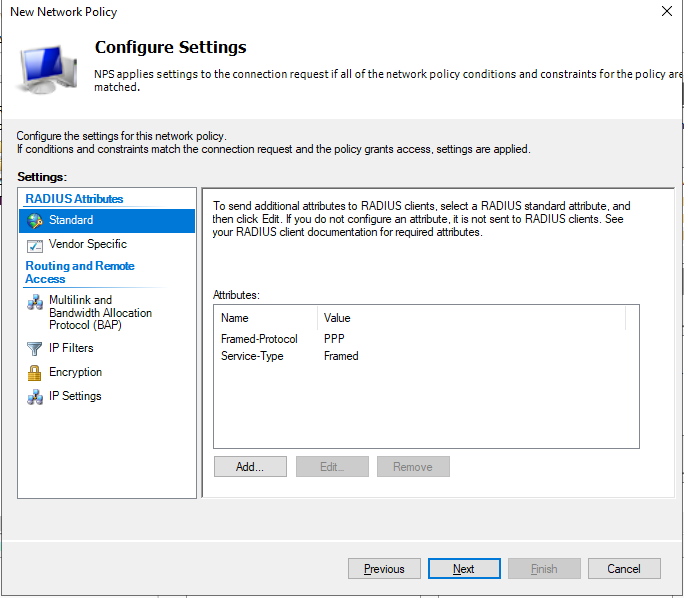 New Network Policy
Configure Settings
NPS applies settings to the connection request if all of the network policy conditions and constraints for the policy are
matched.
Configure the settings for this network policy.
If conditions and constraints match the connection request and the policy grants access, settings are applied.
Settings:
RADIUS Attributes
Standard
Vendor Specific
Routing and Remote
Access
Multilink and
Bandwidth Allocation
Protocol (BAP)
IP Filters
Encryption
IP Settings
To send additional attributes to RADIUS clients, select a RADIUS standard attribute, and
then click Edit. If you do not configure an attribute, it is not sent to RADIUS clients. See
your RADIUS client documentation for required attributes.
Attributes:
Name Value
Framed-Protocol PPP
Service-Type Framed
Add... Edit... Remove
Previous Next Finish Cancel